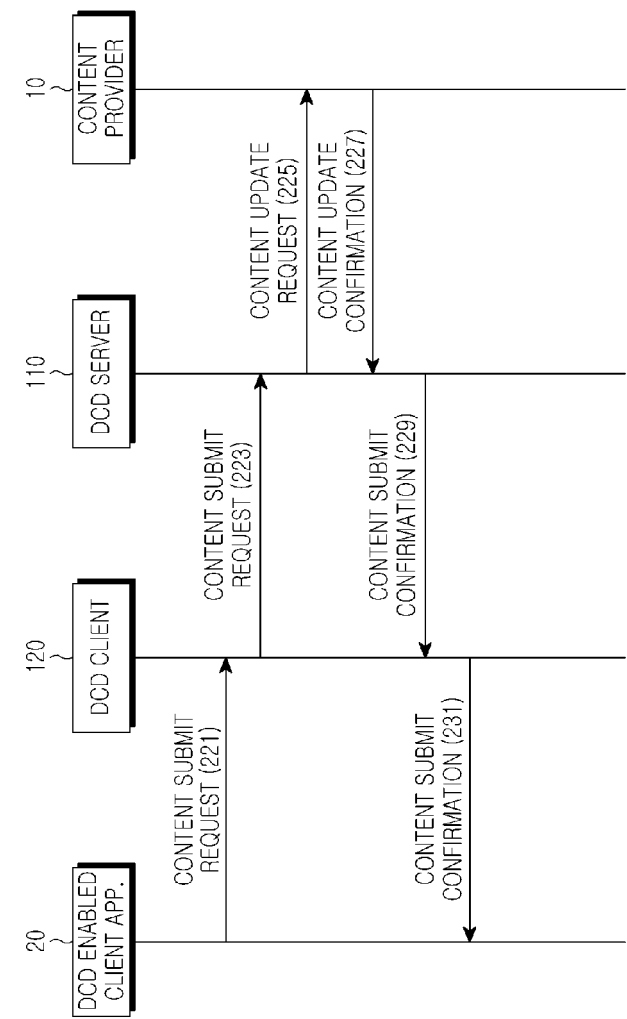 20
120
110
10
DCD ENABLED
CLIENT APP.
DCD CLIENT
DCD SERVER
CONTENT
PROVIDER
CONTENT SUBMIT
REQUEST (221)
CONTENT SUBMIT
REQUEST (223)
CONTENT UPDATE
REQUEST (225)
CONTENT UPDATE
CONFIRMATION (227)
CONTENT SUBMIT
CONFIRMATION (229)
CONTENT SUBMIT
CONFIRMATION (231)